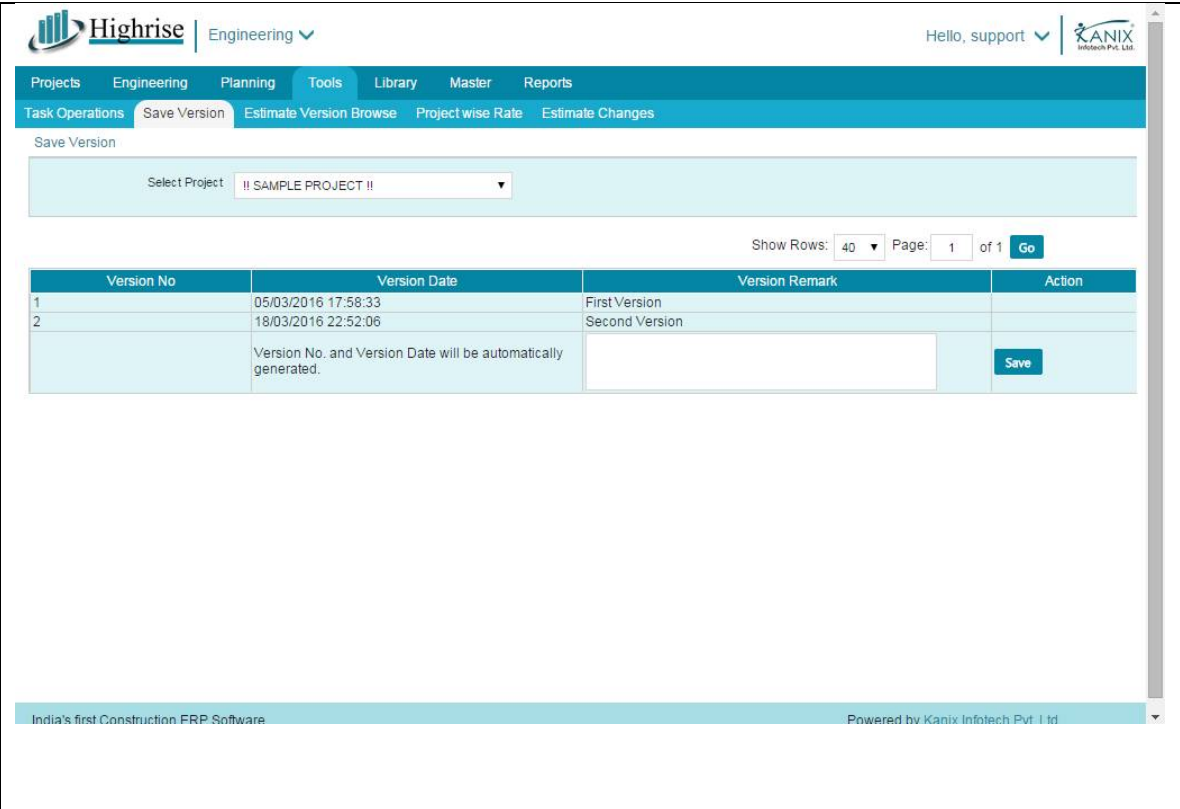 Highrise Engineering Hello, support KANIX
Infotech Pvt. Ltd.
Projects Engineering Planning Tools Library Master Reports
Task Operations Save Version Estimate Version Browse Project wise Rate Estimate Changes
Save Version
Select Project !! SAMPLE PROJECT !!
Show Rows: 40 Page: 1 of 1 Go
Version No Version Date Version Remark Action
1 05/03/2016 17:58:33 First Version
2 18/03/2016 22:52:06 Second Version
Version No. and Version Date will be automatically
generated.
Save
India's first Construction ERP Software Powered by Kanix Infotech Pvt. Ltd